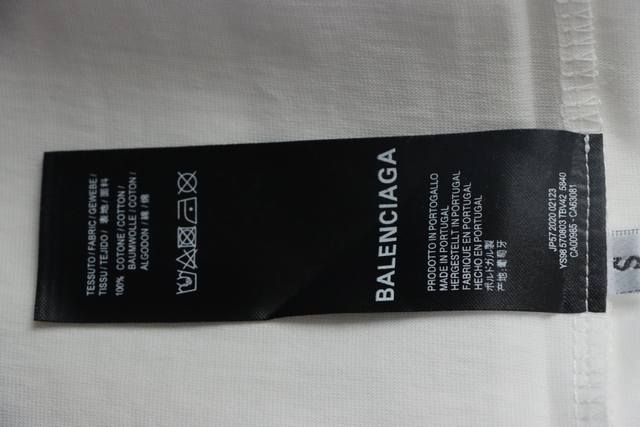 TESSUTO / FABRIC / GEWEBE /
TISSU / TEJIDO / 表地 / 面料
100% COTONE / COTTON /
BAUMWOLLE / COTON /
ALGODON / 綿 / 棉
BALENCIAGA
PRODOTTO IN PORTOGALLO
MADE IN PORTUGAL
HERGESTELLT IN PORTUGAL
FABRIQUE EN PORTUGAL
HECHO EN PORTUGAL
ポルトガル製
产地:葡萄牙
JP57 2020 02123
YS98 570803 TBV42 5840
CA00985 - CA63081
S